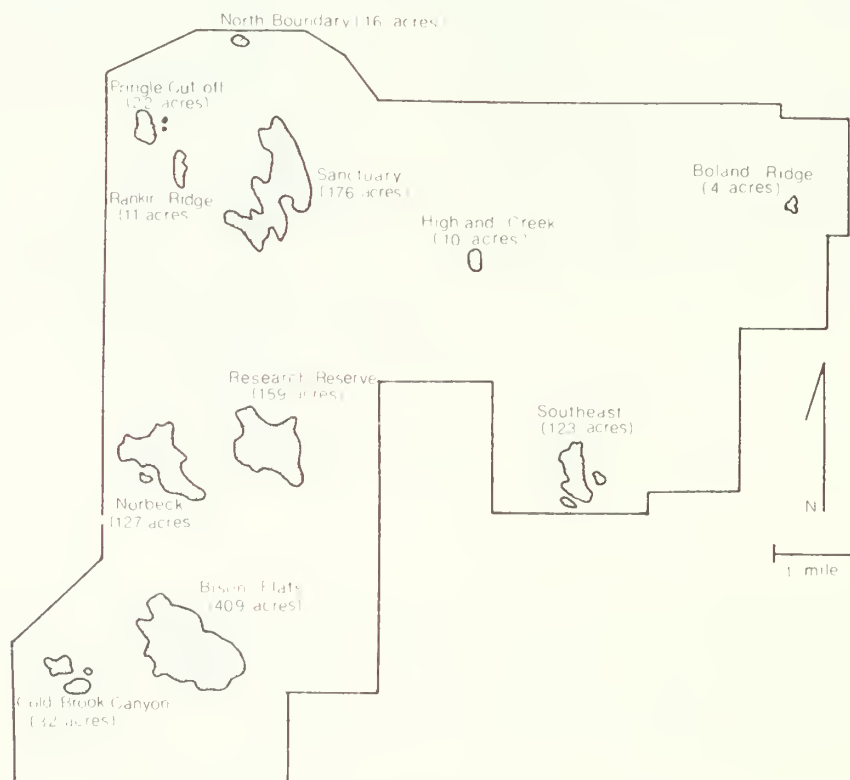 North Boundary (16 acres)
Pringle Cut off
(22 acres)
Sanctuary
(176 acres)
Rankin Ridge
(11 acres
Boland Ridge
(4 acres)
Highland Creek
(10 acres)
Research Reserve
(159 acres)
Southeast
(123 acres)
Norbeck
(127 acres
N
1 mile
Bison Flats
(409 acres)
Cold Brook Canyon
(32 acres)